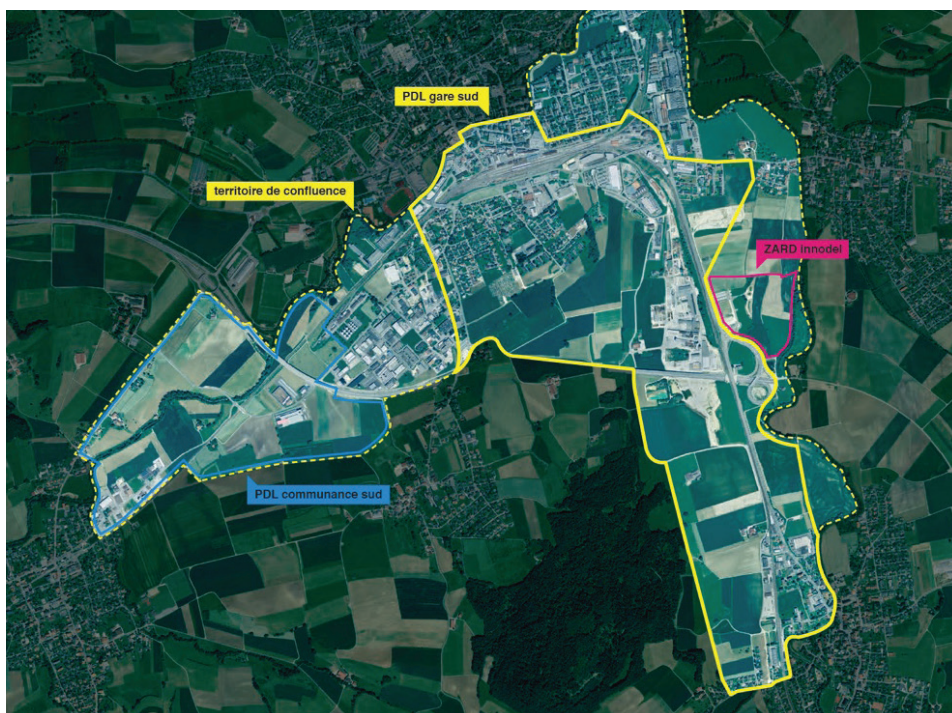 PDL gare sud
territoire de confluence
ZARD innodel
PDL communance sud